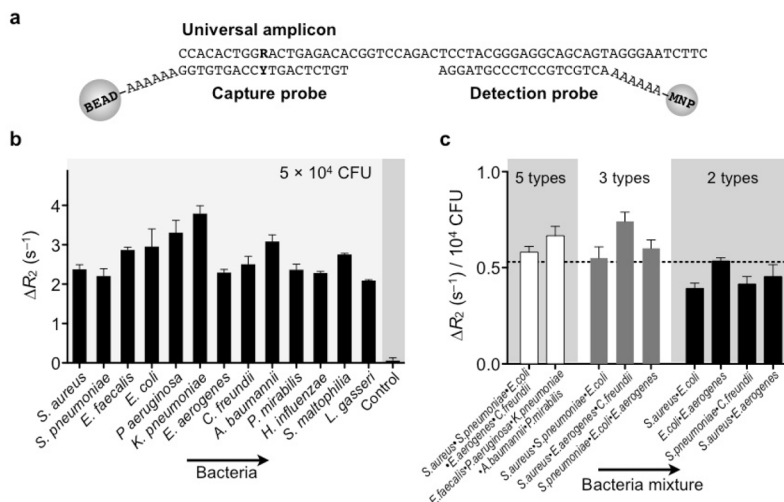 a
Universal amplicon
CCACACTGGRACTGAGACACGGTCCAGACTCCTACGGGAGGCAGCAGTAGGGAATCTTC
BEAD-AAAAAAGGTGTGACCYTGACTCTGT
AGGATGCCCTCCGTCGTCAAAAAAA-MNP
Capture probe
Detection probe
b
5 × 10⁴ CFU
ΔR₂ (s⁻¹)
4
3
2
2
0
S. aureus
S. pneumoniae
E. faecalis
E. coli
P aeruginosa
K. pneumoniae
E. aerogenes
C. freundii
A. baumannii
P. mirabilis
H. influenzae
S. maltophilia
L. gasseri
Control
Bacteria
c
5 types
3 types
2 types
ΔR₂ (s⁻¹) / 10⁴ CFU
1.0
0.5
0.0
S.aureus•S.pneumoniae•E.coli
•E.aerogenes•C.freundii
E.faecalis•P.aeruginosa•K.pneumoniae
•A.baumannii•P.mirabilis
S.aureus•S.pneumoniae•E.coli
S.aureus•E.aerogenes•C.freundii
S.pneumoniae•E.coli•E.aerogenes
S.aureus•E.coli
E.coli•E.aerogenes
S.pneumoniae•C.freundii
S.aureus•E.aerogenes
Bacteria mixture